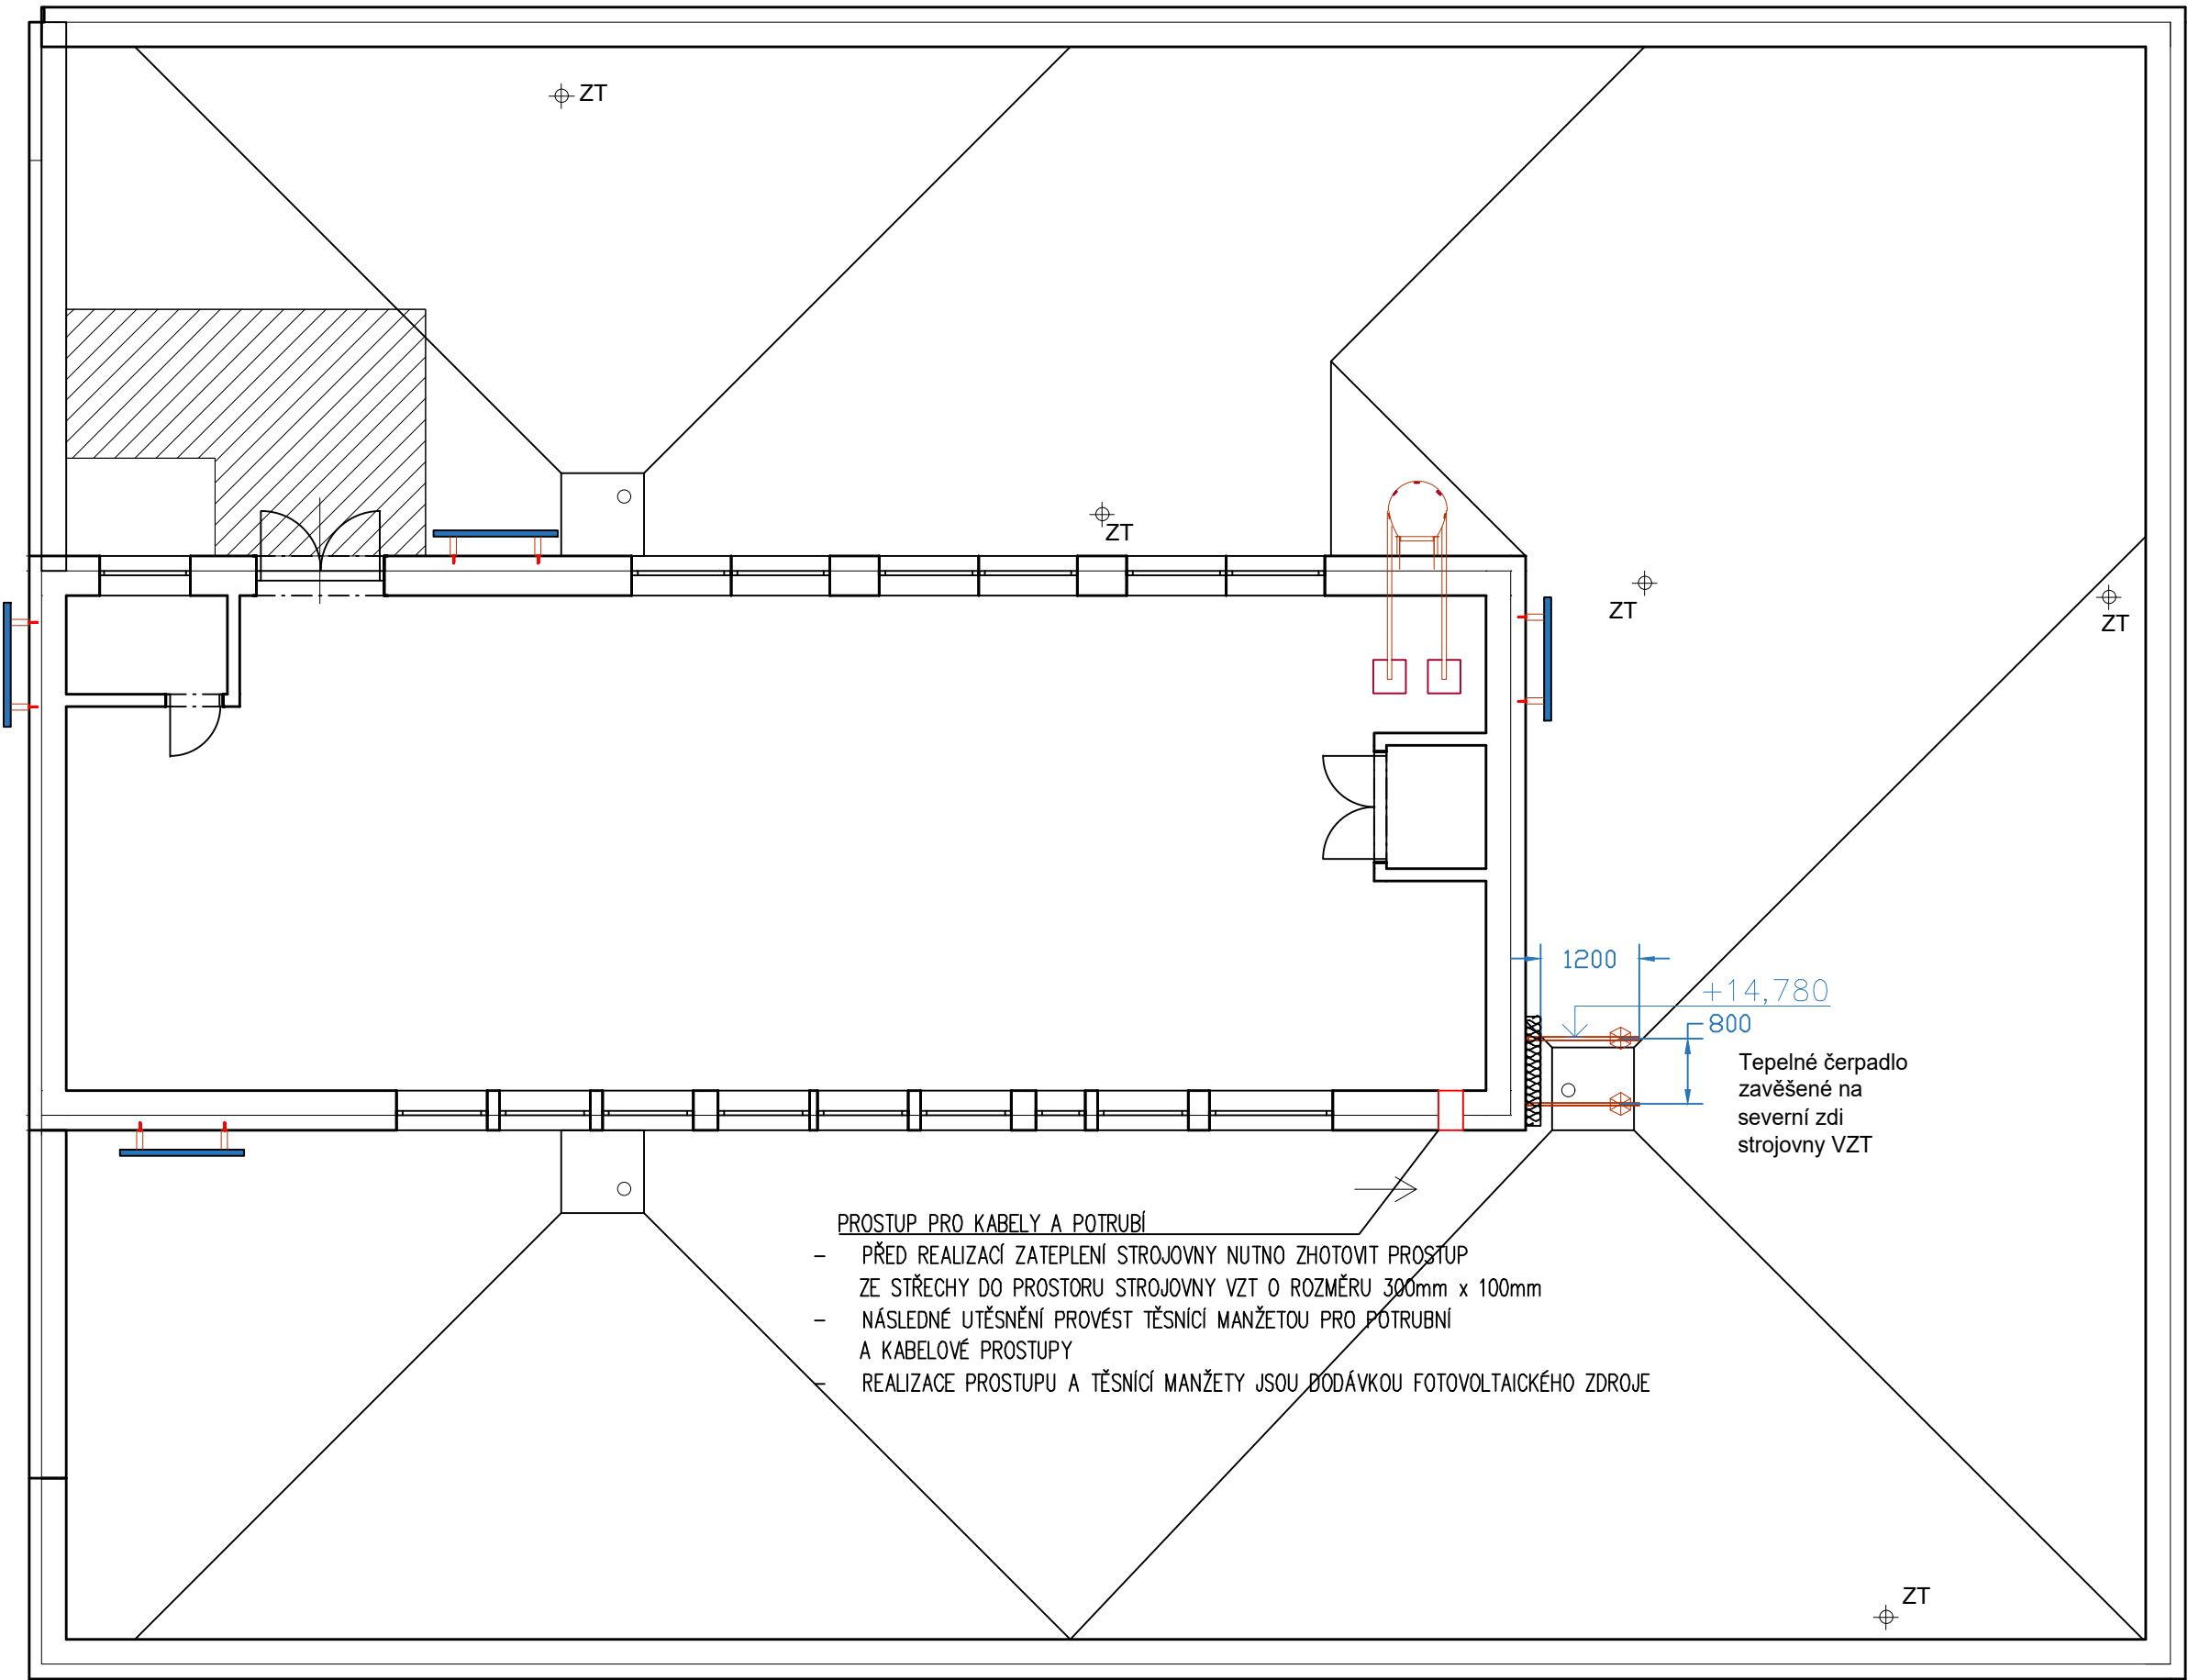 ZT
ZT
ZT
ZT
1200
+14,780
800
Tepelné čerpadlo
zavěšené na
severní zdi
strojovny VZT
PROSTUP PRO KABELY A POTRUBÍ
- PŘED REALIZACÍ ZATEPLENÍ STROJOVNY NUTNO ZHOTOVIT PROSTUP
ZE STŘECHY DO PROSTORU STROJOVNY VZT O ROZMĚRU 300mm x 100mm
- NÁSLEDNÉ UTĚSNĚNÍ PROVÉST TĚSNÍCÍ MANŽETOU PRO POTRUBNÍ
A KABELOVÉ PROSTUPY
- REALIZACE PROSTUPU A TĚSNÍCÍ MANŽETY JSOU DODÁVKOU FOTOVOLTAICKÉHO ZDROJE
ZT